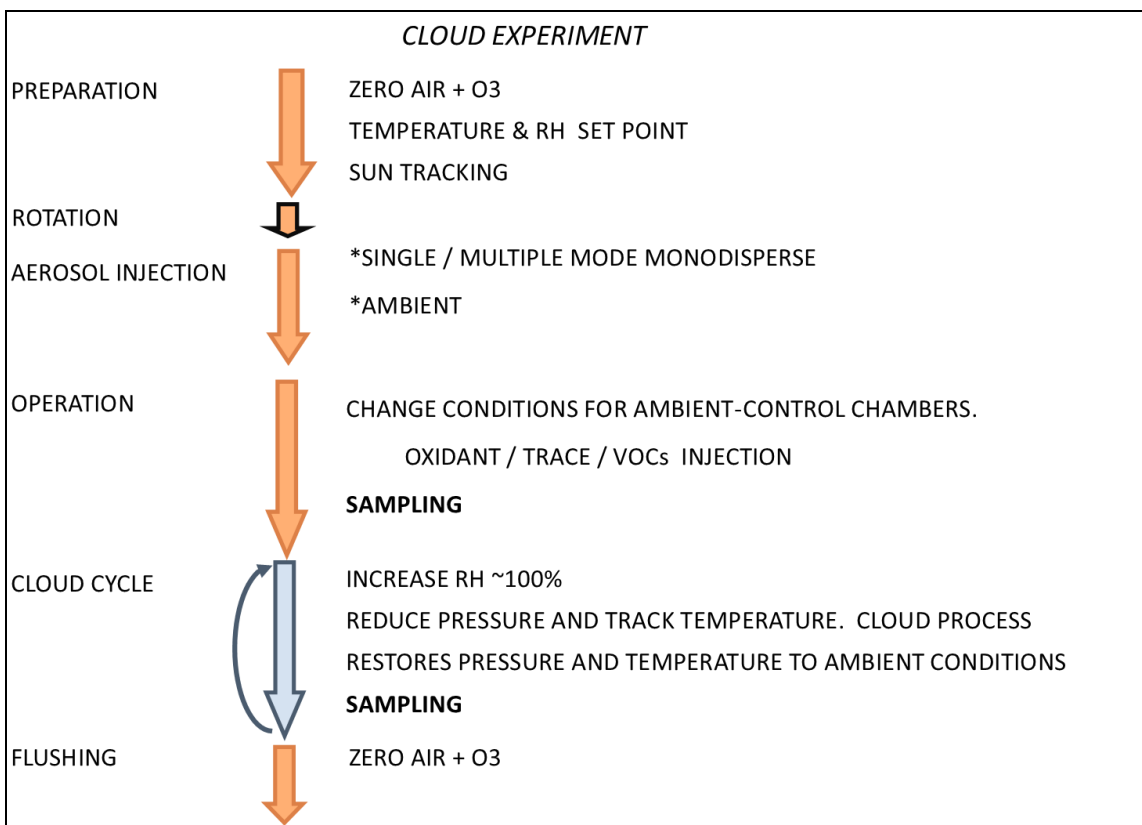 CLOUD EXPERIMENT
PREPARATION
ZERO AIR + O3
TEMPERATURE & RH SET POINT
SUN TRACKING
ROTATION
AEROSOL INJECTION
*SINGLE / MULTIPLE MODE MONODISPERSE
*AMBIENT
OPERATION
CHANGE CONDITIONS FOR AMBIENT-CONTROL CHAMBERS.
OXIDANT / TRACE / VOCs INJECTION
SAMPLING
CLOUD CYCLE
INCREASE RH ~100%
REDUCE PRESSURE AND TRACK TEMPERATURE. CLOUD PROCESS
RESTORES PRESSURE AND TEMPERATURE TO AMBIENT CONDITIONS
SAMPLING
FLUSHING
ZERO AIR + O3